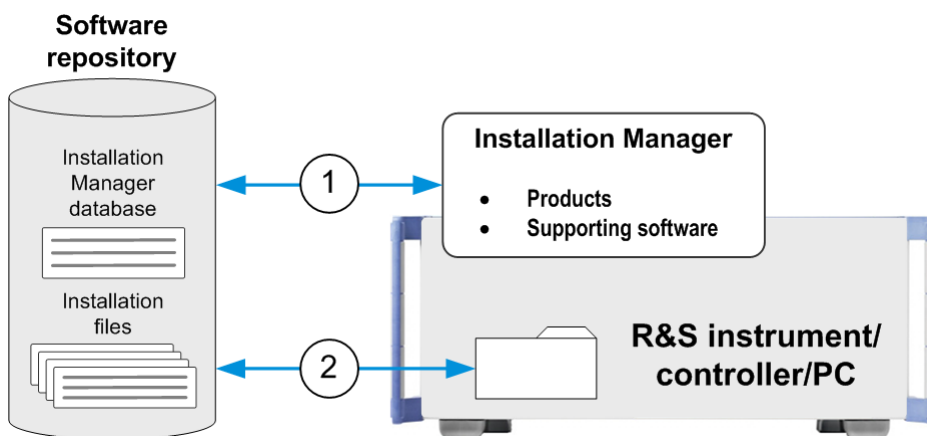 Software
repository
Installation
Manager
database
Installation
files
1
2
Installation Manager
• Products
• Supporting software
R&S instrument/
controller/PC